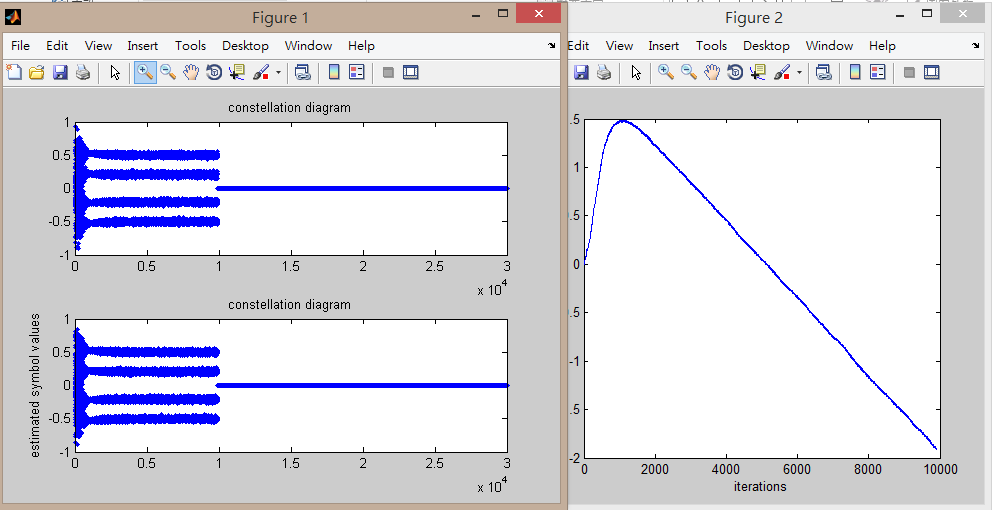 Figure 1
File Edit View Insert Tools Desktop Window Help
constellation diagram
1
0.5
0
-0.5
-1
0 0.5 1 1.5 2 2.5 3
x 10^4
constellation diagram
estimated symbol values
1
0.5
0
-0.5
-1
0 0.5 1 1.5 2 2.5 3
x 10^4
Figure 2
Edit View Insert Tools Desktop Window Help
.5
1
.5
0
.5
-1
.5
-2
0 2000 4000 6000 8000 10000
iterations